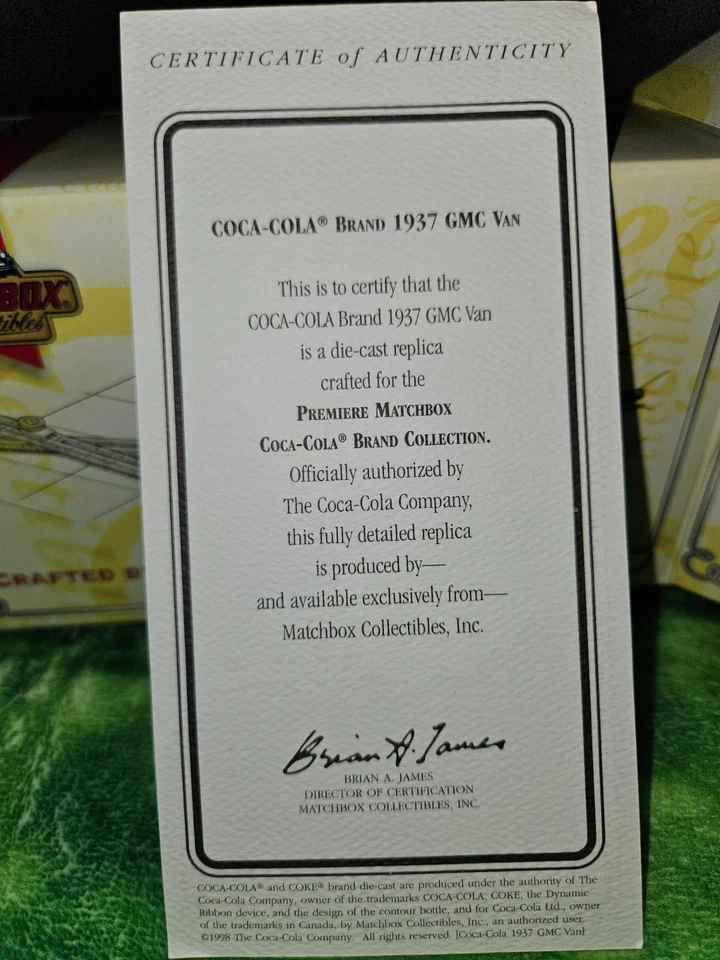 CERTIFICATE of AUTHENTICITY
COCA-COLA® BRAND 1937 GMC VAN
This is to certify that the
COCA-COLA Brand 1937 GMC Van
is a die-cast replica
crafted for the
PREMIERE MATCHBOX
COCA-COLA® BRAND COLLECTION.
Officially authorized by
The Coca-Cola Company,
this fully detailed replica
is produced by—
and available exclusively from—
Matchbox Collectibles, Inc.
Brian A. James
BRIAN A. JAMES
DIRECTOR OF CERTIFICATION
MATCHBOX COLLECTIBLES, INC.
COCA-COLA® and COKE® brand die-cast are produced under the authority of The
Coca-Cola Company, owner of the trademarks COCA-COLA, COKE, the Dynamic
Ribbon device, and the design of the contour bottle, and for Coca-Cola Ltd., owner
of the trademarks in Canada, by Matchbox Collectibles, Inc., an authorized user.
©1998 The Coca-Cola Company. All rights reserved. [Coca-Cola 1937 GMC Van]
BOX®
tibles
CRAFTED B